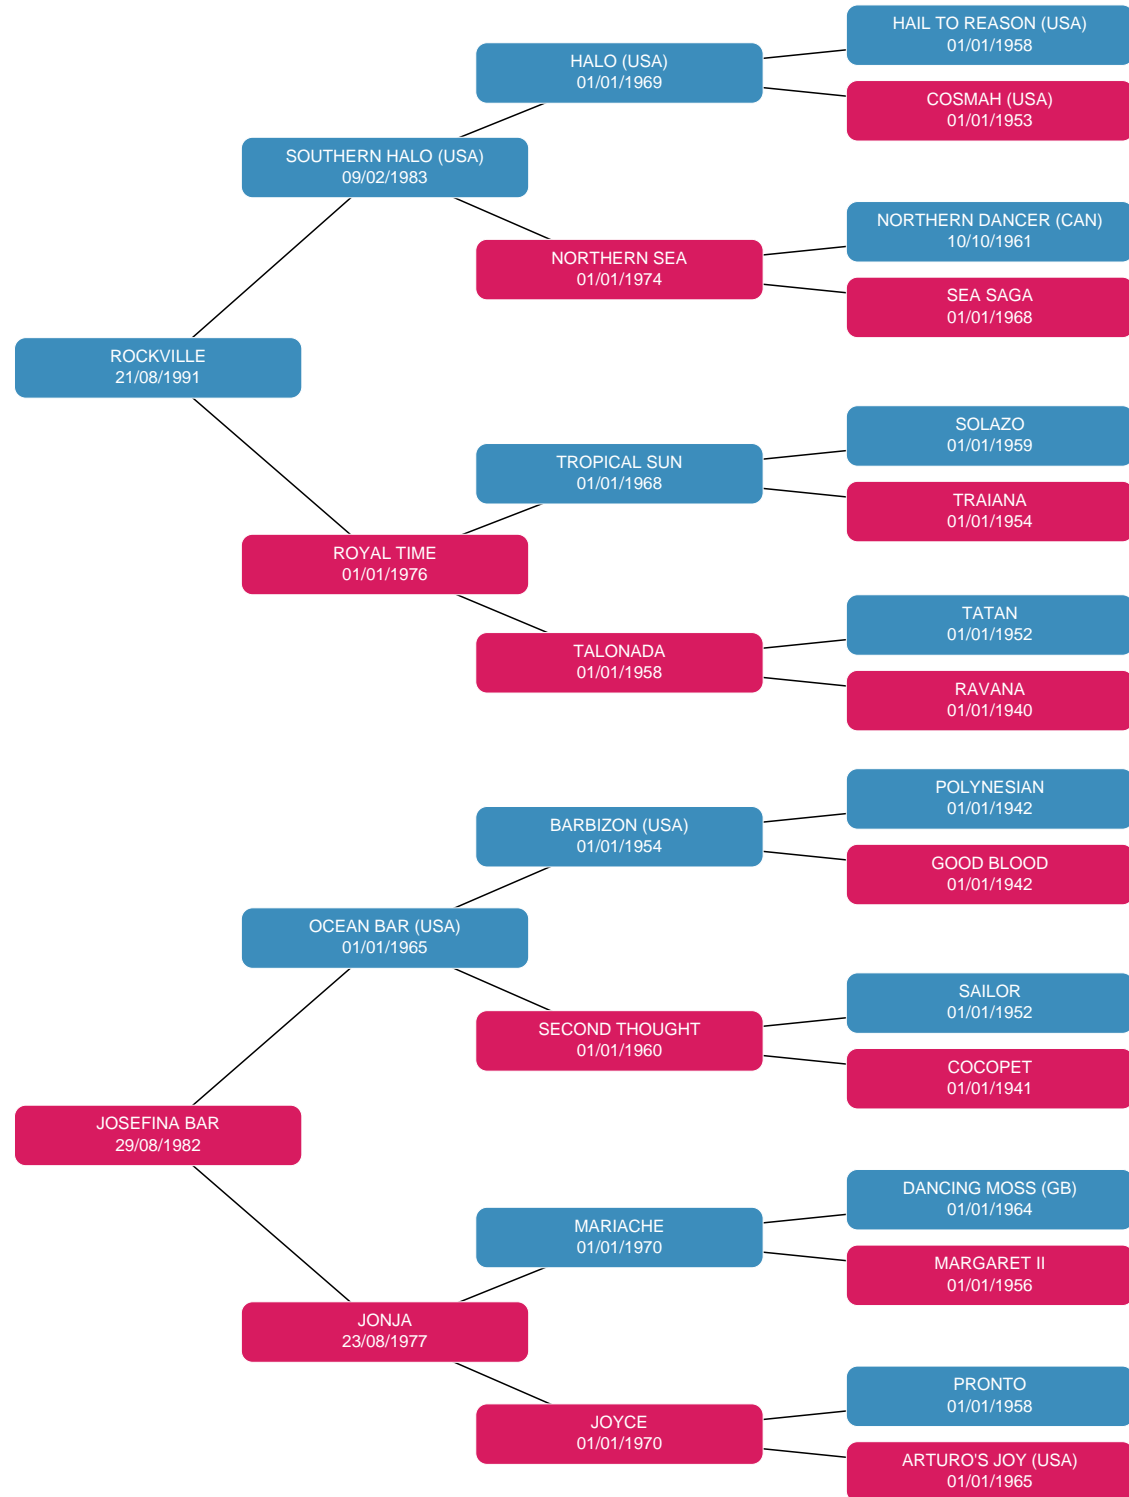 HAIL TO REASON (USA)
01/01/1958
HALO (USA)
01/01/1969
COSMAH (USA)
01/01/1953
SOUTHERN HALO (USA)
09/02/1983
NORTHERN DANCER (CAN)
10/10/1961
NORTHERN SEA
01/01/1974
SEA SAGA
01/01/1968
ROCKVILLE
21/08/1991
SOLAZO
01/01/1959
TROPICAL SUN
01/01/1968
TRAIANA
01/01/1954
ROYAL TIME
01/01/1976
TATAN
01/01/1952
TALONADA
01/01/1958
RAVANA
01/01/1940
POLYNESIAN
01/01/1942
BARBIZON (USA)
01/01/1954
GOOD BLOOD
01/01/1942
OCEAN BAR (USA)
01/01/1965
SAILOR
01/01/1952
SECOND THOUGHT
01/01/1960
COCOPET
01/01/1941
JOSEFINA BAR
29/08/1982
DANCING MOSS (GB)
01/01/1964
MARIACHE
01/01/1970
MARGARET II
01/01/1956
JONJA
23/08/1977
PRONTO
01/01/1958
JOYCE
01/01/1970
ARTURO'S JOY (USA)
01/01/1965